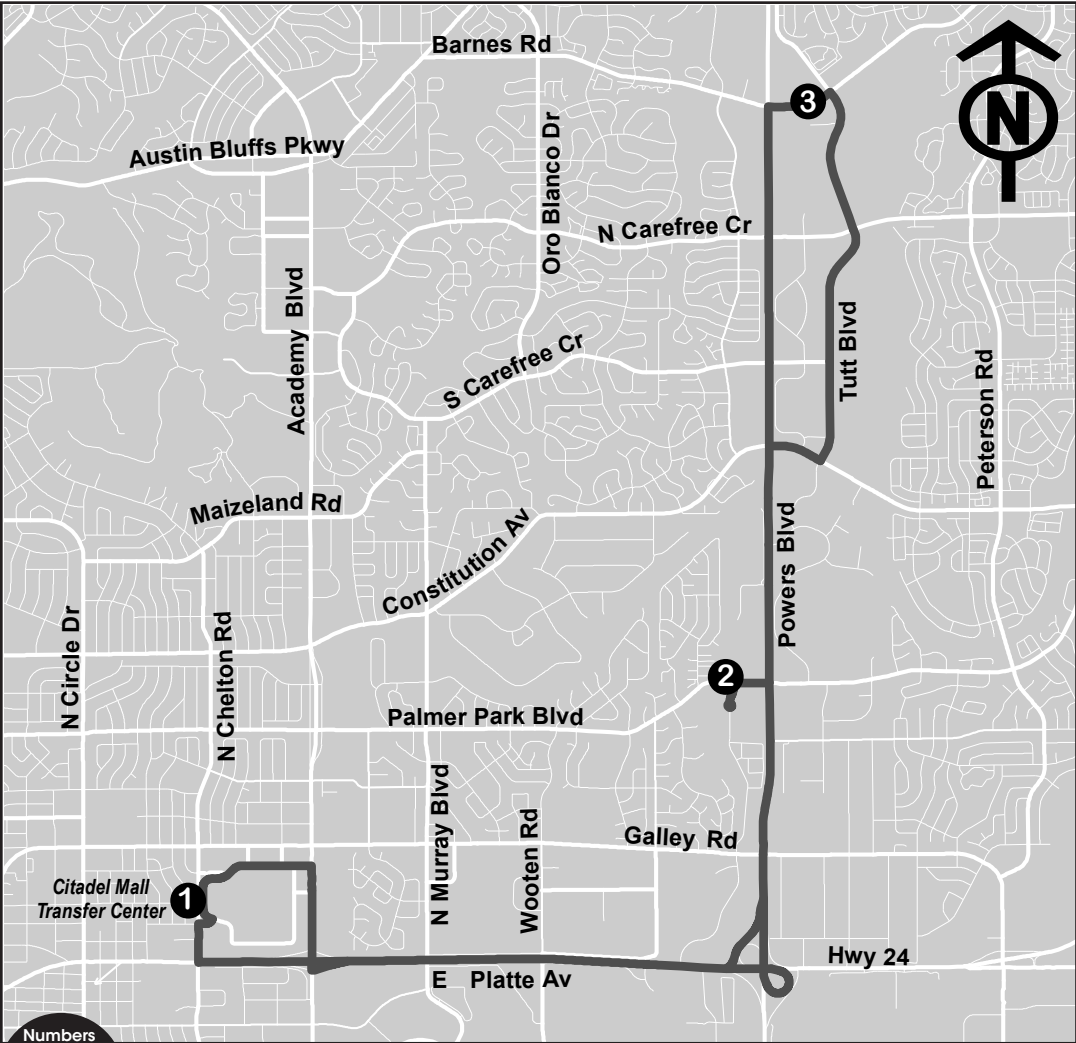 Barnes Rd
3
N
Austin Bluffs Pkwy
Oro Blanco Dr
N Carefree Cr
Academy Blvd
S Carefree Cr
Tutt Blvd
Peterson Rd
Maizeland Rd
Constitution Av
Powers Blvd
N Circle Dr
N Chelton Rd
2
Palmer Park Blvd
N Murray Blvd
Wooten Rd
Galley Rd
Citadel Mall
Transfer Center
1
Hwy 24
E Platte Av
Numbers